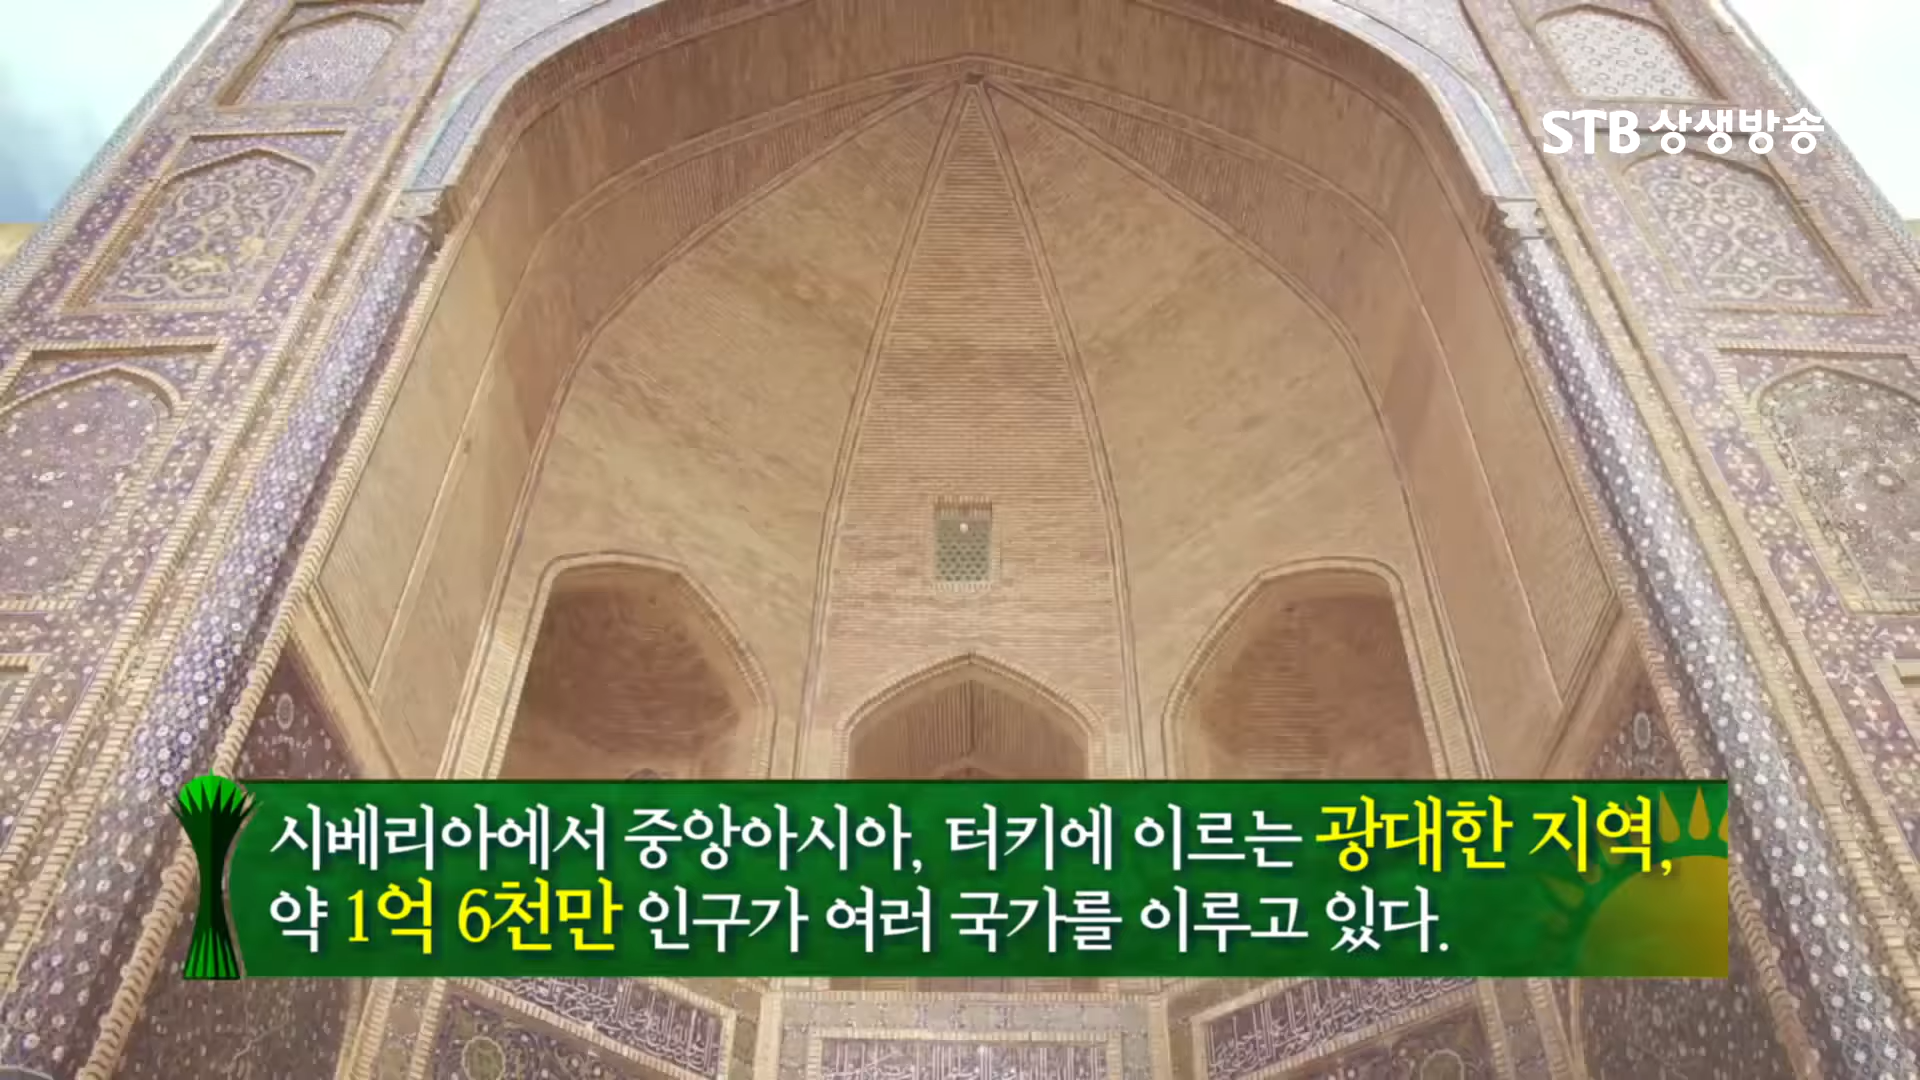 STB 상생방송
시베리아에서 중앙아시아, 터키에 이르는 광대한 지역,
약 1억 6천만 인구가 여러 국가를 이루고 있다.